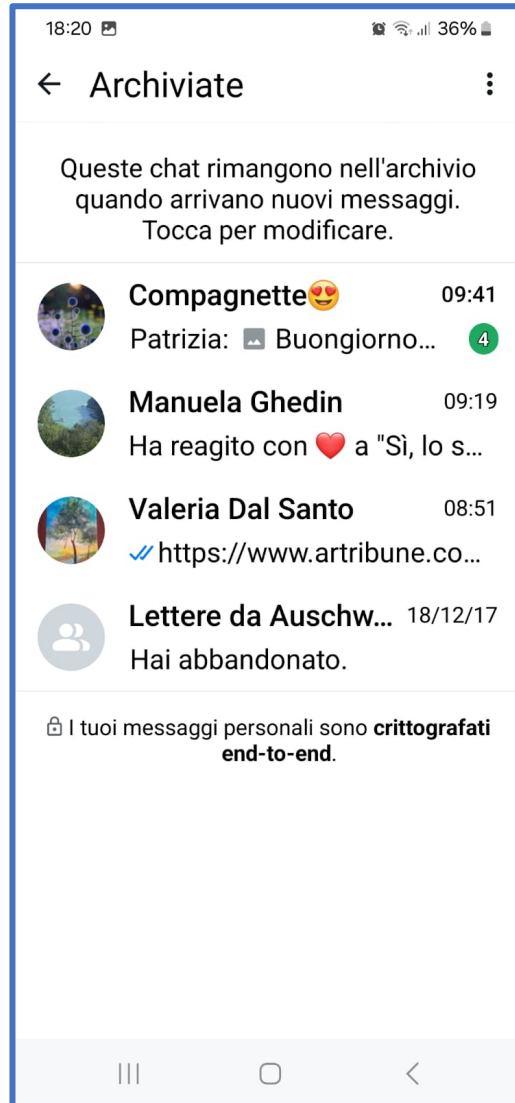 18:20 36%
Archiviate
Queste chat rimangono nell'archivio
quando arrivano nuovi messaggi.
Tocca per modificare.
Compagnette😍 09:41
Patrizia: Buongiorno... 4
Manuela Ghedin 09:19
Ha reagito con ❤️ a "Sì, lo s...
Valeria Dal Santo 08:51
https://www.artribune.co...
Lettere da Auschw... 18/12/17
Hai abbandonato.
I tuoi messaggi personali sono crittografati
end-to-end.